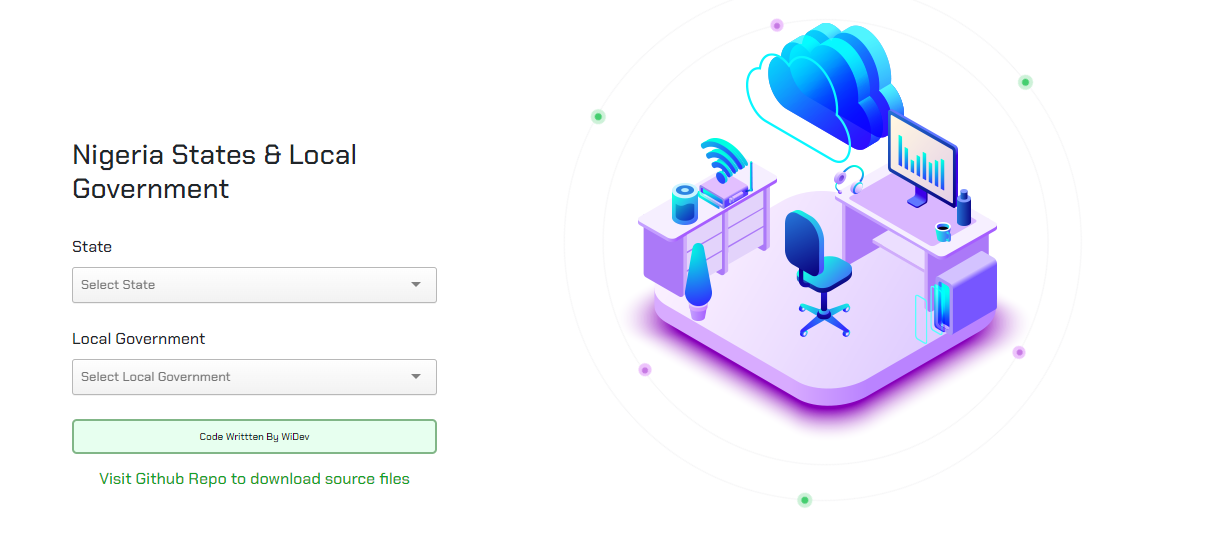 Nigeria States & Local
Government
State
Select State
Local Government
Select Local Government
Code Writtten By WiDev
Visit Github Repo to download source files